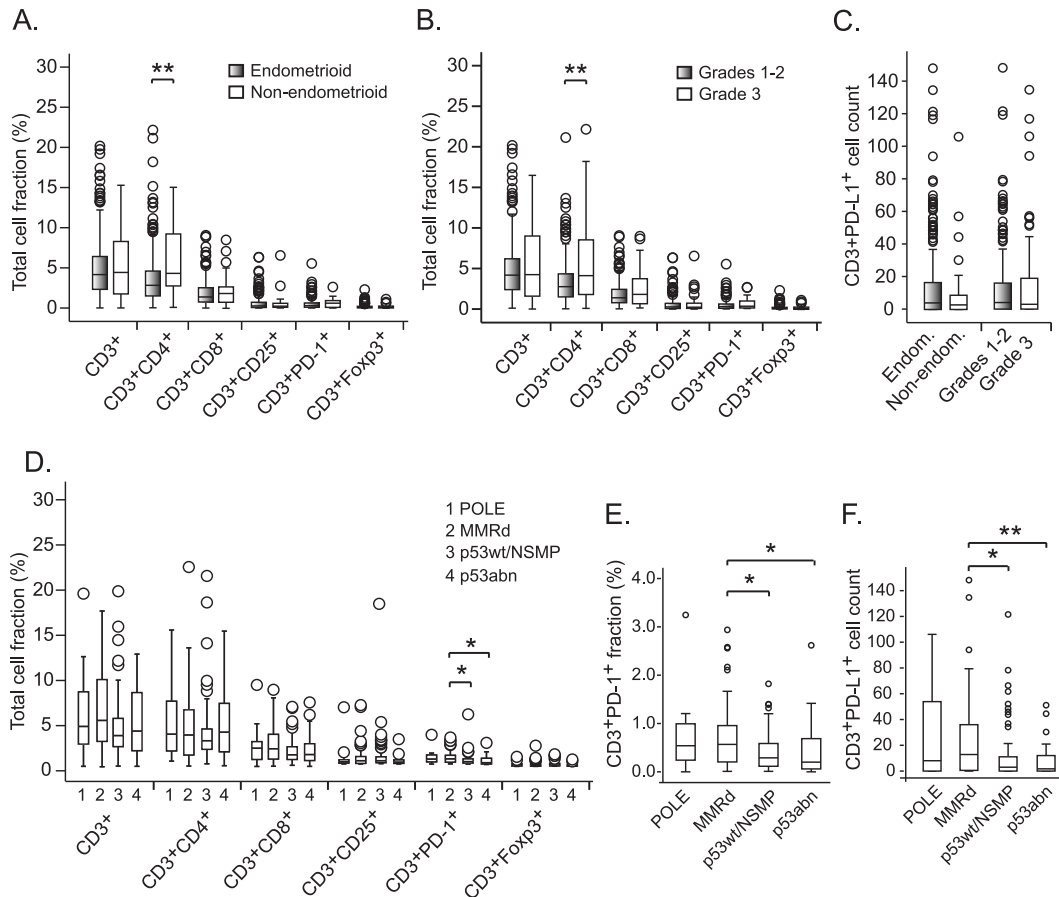 A.
Total cell fraction (%)
30
25
20
15
10
5
0
**
Endometrioid
Non-endometrioid
CD3+
CD3+CD4+
CD3+CD8+
CD3+CD25+
CD3+PD-1+
CD3+Foxp3+
B.
Total cell fraction (%)
30
25
20
15
10
5
0
**
Grades 1-2
Grade 3
CD3+
CD3+CD4+
CD3+CD8+
CD3+CD25+
CD3+PD-1+
CD3+Foxp3+
C.
CD3+PD-L1+ cell count
140
120
100
80
60
40
20
0
Endom.
Non-endom.
Grades 1-2
Grade 3
D.
Total cell fraction (%)
30
25
20
15
10
5
0
1 POLE
2 MMRd
3 p53wt/NSMP
4 p53abn
*
*
1 2 3 4 1 2 3 4 1 2 3 4 1 2 3 4 1 2 3 4 1 2 3 4
CD3+
CD3+CD4+
CD3+CD8+
CD3+CD25+
CD3+PD-1+
CD3+Foxp3+
E.
CD3+PD-1+ fraction (%)
4.0
3.0
2.0
1.0
0.0
*
*
POLE
MMRd
p53wt/NSMP
p53abn
F.
CD3+PD-L1+ cell count
140
120
100
80
60
40
20
0
**
*
POLE
MMRd
p53wt/NSMP
p53abn